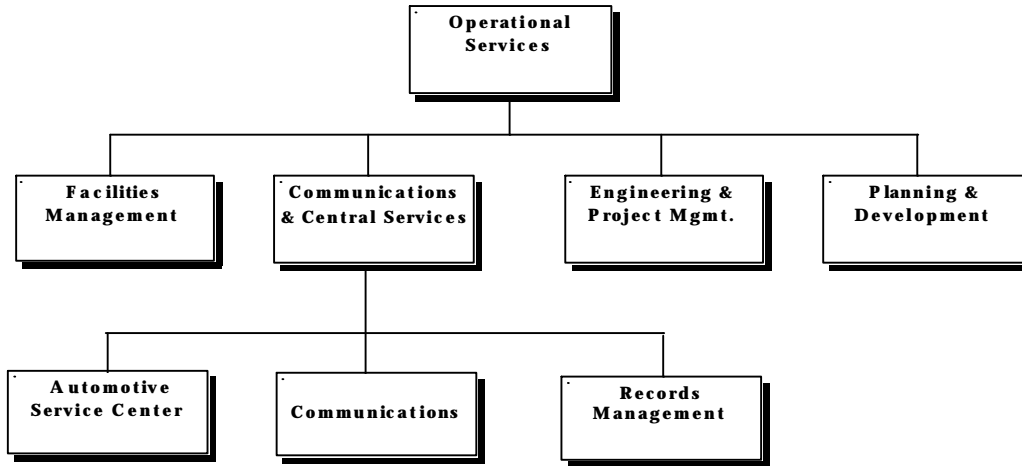 Operational
Services
Facilities
Management
Communications
& Central Services
Engineering &
Project Mgmt.
Planning &
Development
Automotive
Service Center
Communications
Records
Management